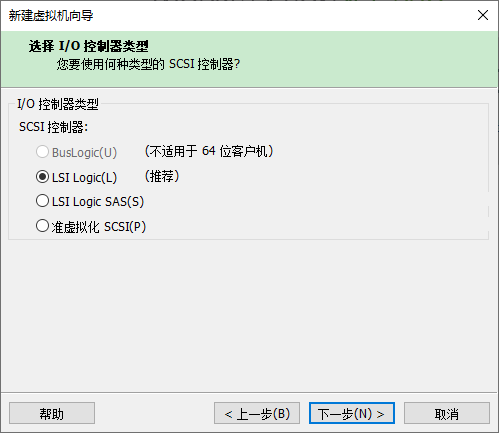 新建虚拟机向导
选择 I/O 控制器类型
您要使用何种类型的 SCSI 控制器?
I/O 控制器类型
SCSI 控制器:
BusLogic(U) （不适用于 64 位客户机）
LSI Logic(L) （推荐）
LSI Logic SAS(S)
准虚拟化 SCSI(P)
帮助 < 上一步(B) 下一步(N) > 取消